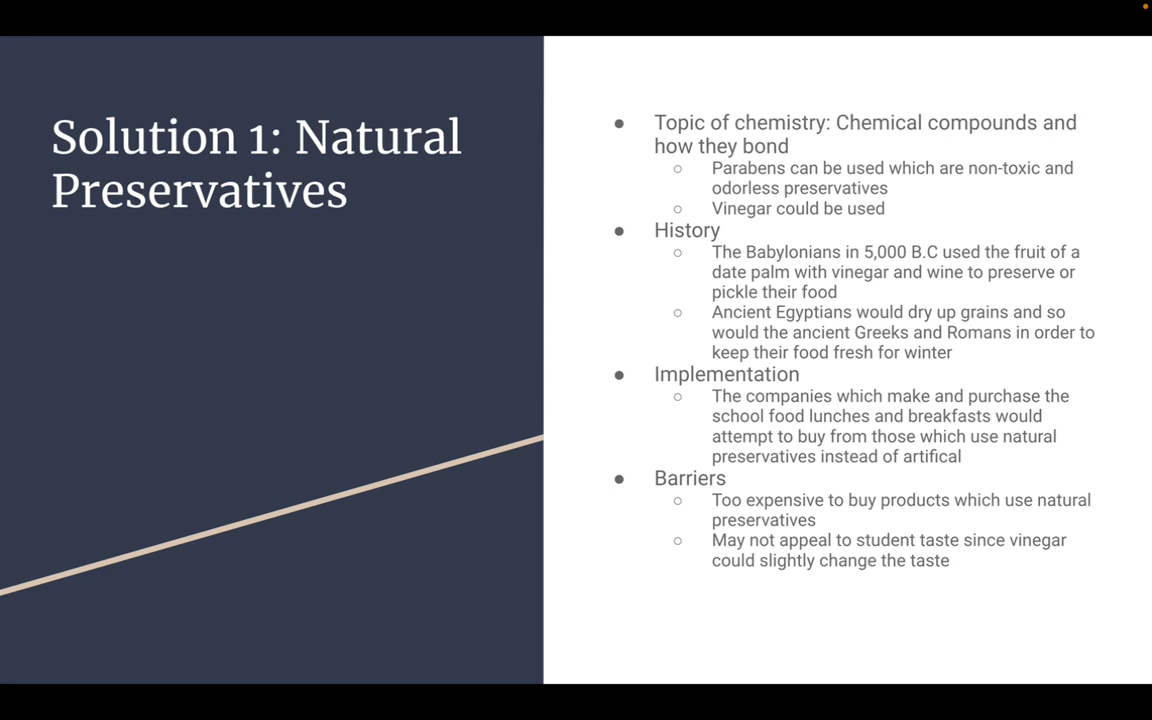 Solution 1: Natural
Preservatives
● Topic of chemistry: Chemical compounds and
how they bond
○ Parabens can be used which are non-toxic and
odorless preservatives
○ Vinegar could be used
● History
○ The Babylonians in 5,000 B.C used the fruit of a
date palm with vinegar and wine to preserve or
pickle their food
○ Ancient Egyptians would dry up grains and so
would the ancient Greeks and Romans in order to
keep their food fresh for winter
● Implementation
○ The companies which make and purchase the
school food lunches and breakfasts would
attempt to buy from those which use natural
preservatives instead of artifical
● Barriers
○ Too expensive to buy products which use natural
preservatives
○ May not appeal to student taste since vinegar
could slightly change the taste